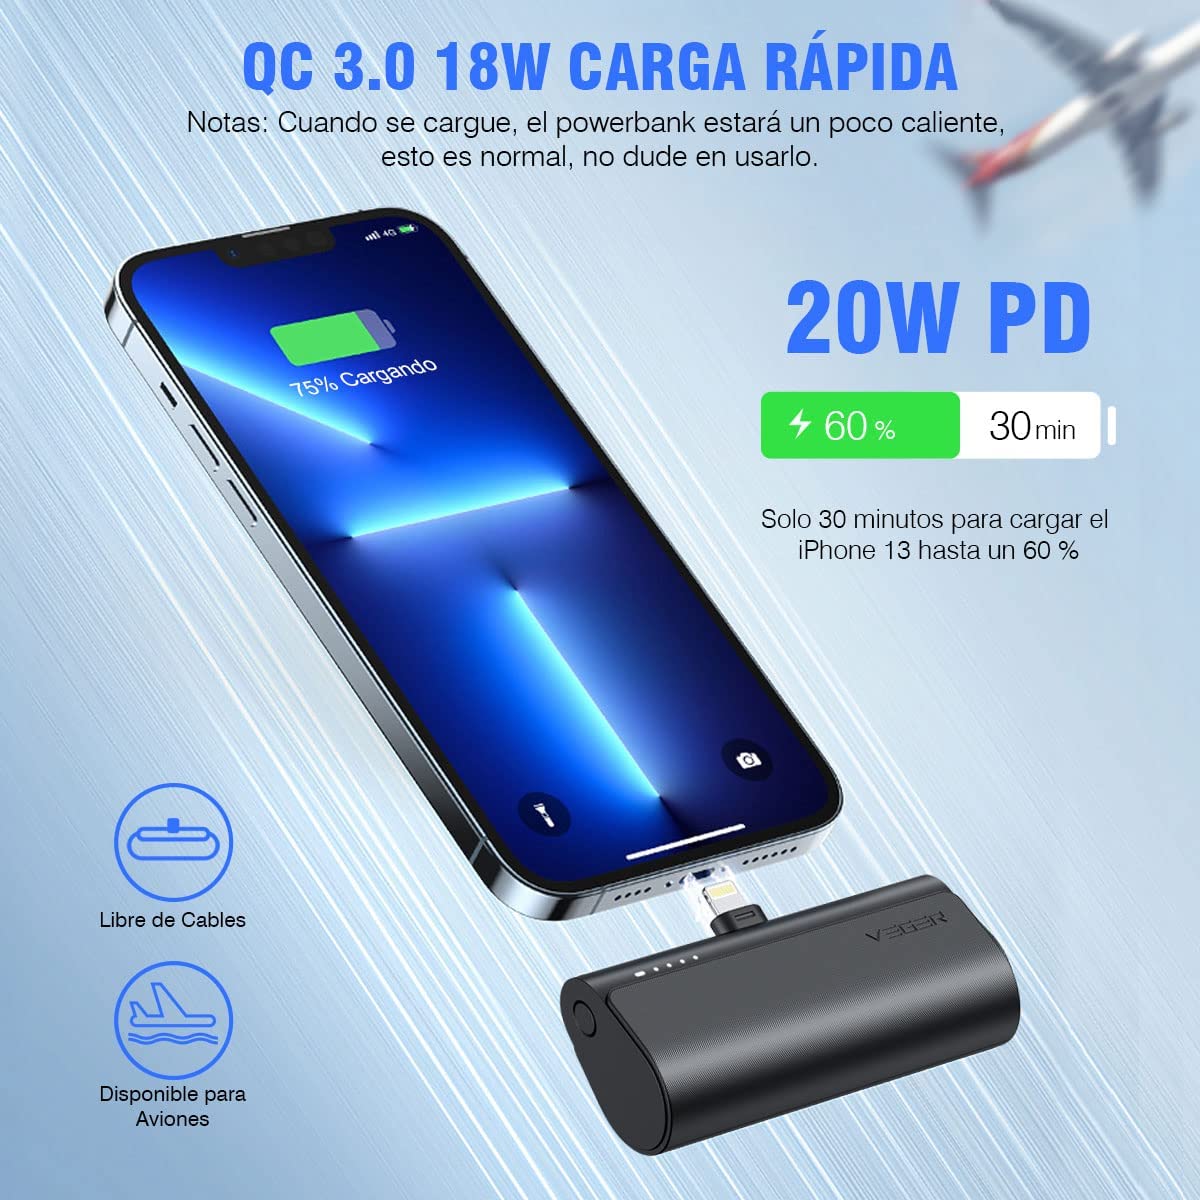 QC 3.0 18W CARGA RÁPIDA
Notas: Cuando se cargue, el powerbank estará un poco caliente,
esto es normal, no dude en usarlo.
4G
75% Cargando
20W PD
60 % 30 min
Solo 30 minutos para cargar el
iPhone 13 hasta un 60 %
Libre de Cables
VEGER
Disponible para
Aviones